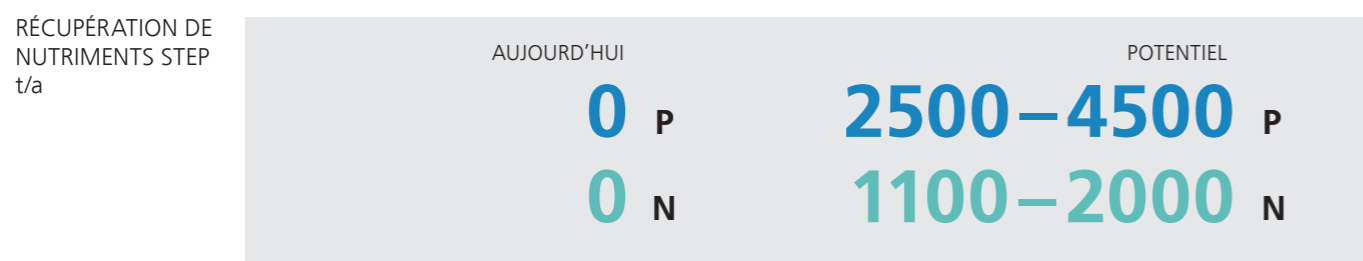 RÉCUPÉRATION DE
NUTRIMENTS STEP
t/a
AUJOURD’HUI POTENTIEL
0 P 2500–4500 P
0 N 1100–2000 N